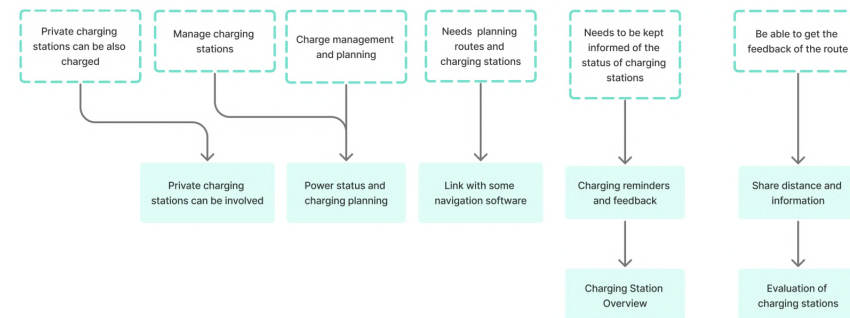 Private charging
stations can be also
charged
Manage charging
stations
Charge management
and planning
Needs planning
routes and
charging stations
Needs to be kept
informed of the
status of charging
stations
Be able to get the
feedback of the route
Private charging
stations can be involved
Power status and
charging planning
Link with some
navigation software
Charging reminders
and feedback
Share distance and
information
Charging Station
Overview
Evaluation of
charging stations